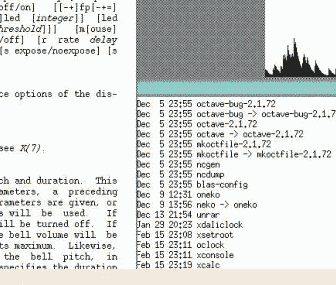 off/on] [[-+]fp[-+=]
]led [integer]] [led
hreshold]]] [m[ouse]
/off] [r rate delay
[s expose/noexpose] [s
ce options of the dis-
see X(7).
ch and duration. This
ameters, a preceding
rameters are given, or
s will be used. If
will be turned off. If
e bell volume will be
ts maximum. Likewise,
the bell pitch, in
specifies the duration
Dec 5 23:55 octave-bug-2.1.72
Dec 5 23:55 octave-bug -> octave-bug-2.1.72
Dec 5 23:55 octave-2.1.72
Dec 5 23:55 octave -> octave-2.1.72
Dec 5 23:55 mkoctfile-2.1.72
Dec 5 23:55 mkoctfile -> mkoctfile-2.1.72
Dec 5 23:55 ncgen
Dec 5 23:55 ncdump
Dec 5 23:55 blas-config
Dec 9 12:31 oneko
Dec 9 13:56 neko -> oneko
Dec 13 21:54 unrar
Jan 29 20:23 xdaliclock
Feb 15 23:08 xsetroot
Feb 15 23:11 oclock
Feb 15 23:11 xconsole
Feb 15 23:19 xcalc